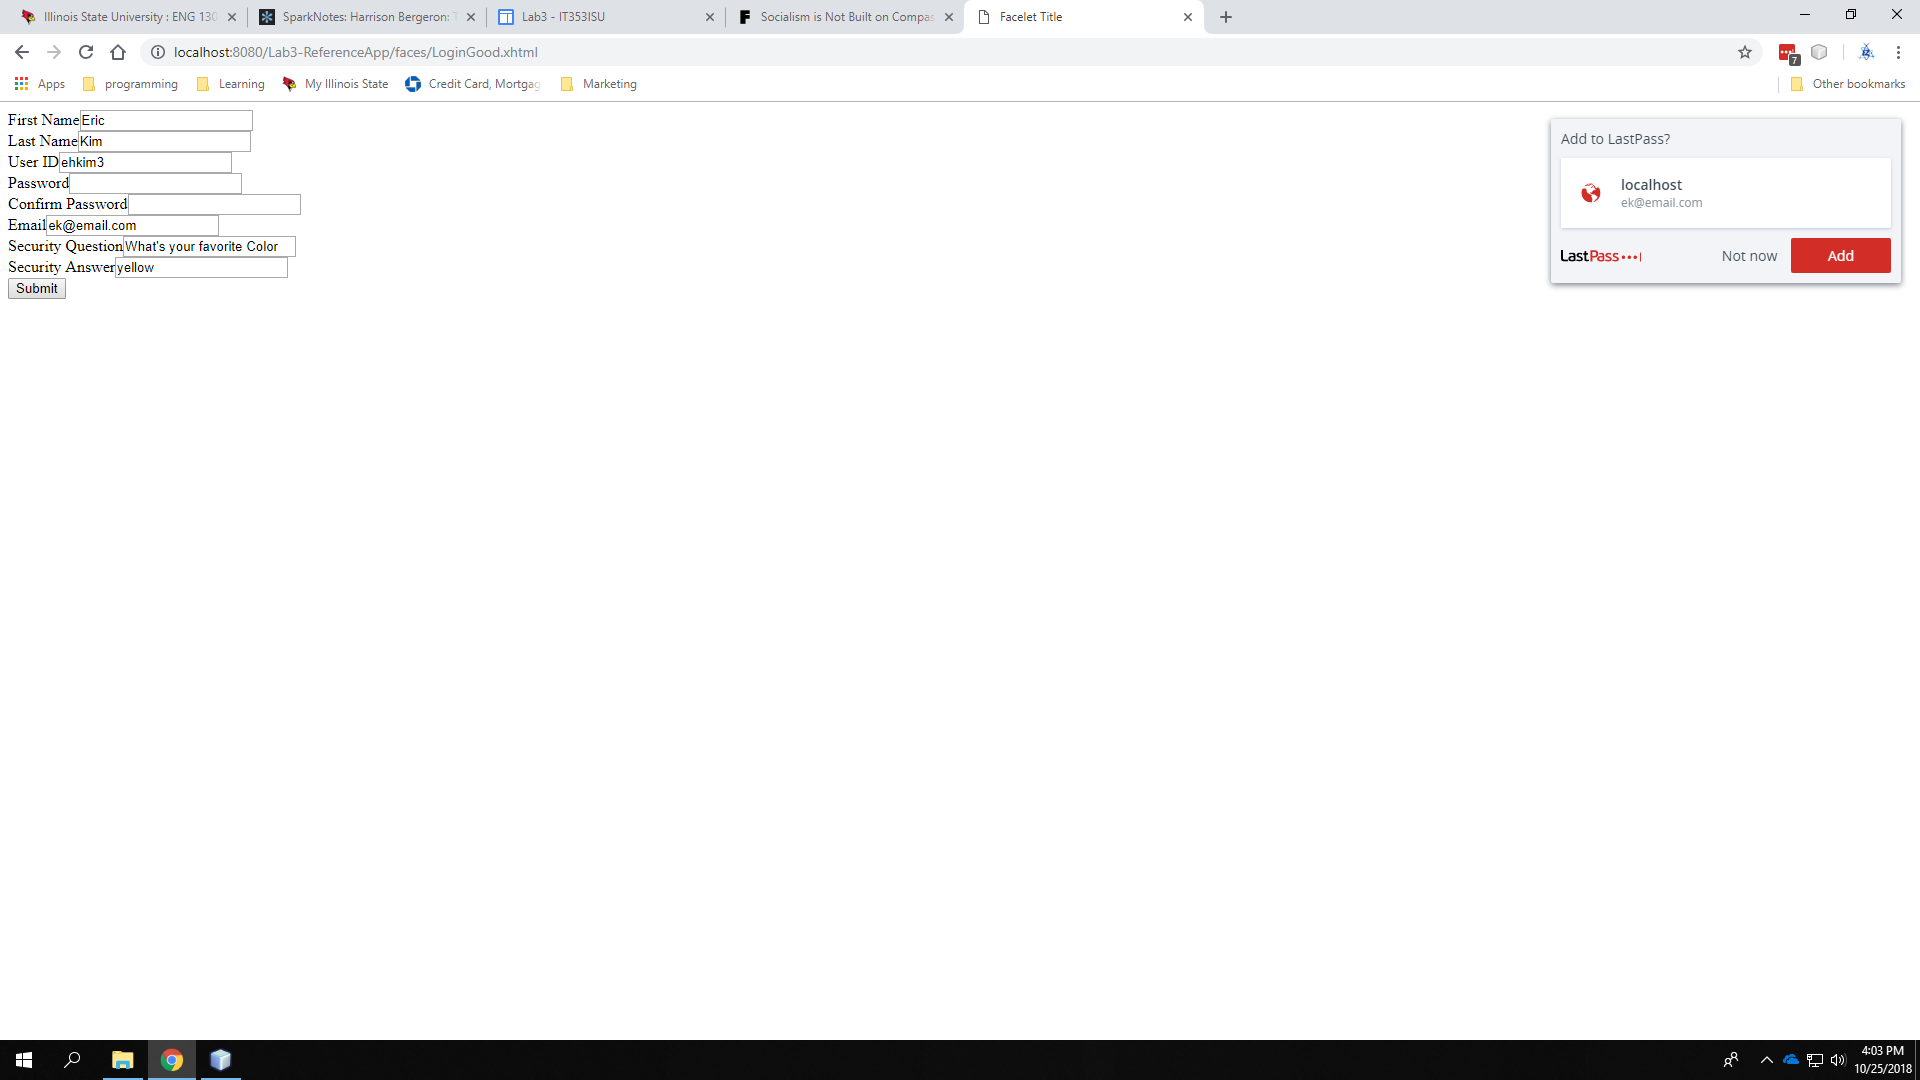 Illinois State University : ENG 130
SparkNotes: Harrison Bergeron: T
Lab3 - IT353ISU
Socialism is Not Built on Compas
Facelet Title
localhost:8080/Lab3-ReferenceApp/faces/LoginGood.xhtml
7
Apps
programming
Learning
My Illinois State
Credit Card, Mortgag
Marketing
Other bookmarks
First Name Eric
Last Name Kim
User ID ehkim3
Password
Confirm Password
Email ek@email.com
Security Question What's your favorite Color
Security Answer yellow
Submit
Add to LastPass?
localhost
ek@email.com
LastPass
Not now
Add
4:03 PM
10/25/2018